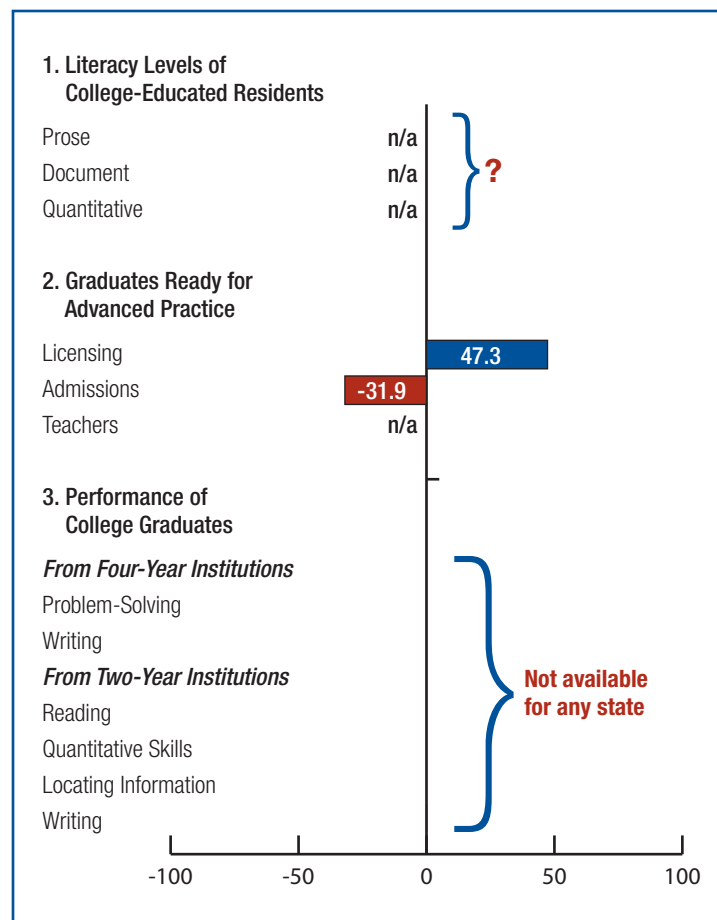 1. Literacy Levels of
College-Educated Residents
Prose n/a
Document n/a
?
Quantitative n/a
2. Graduates Ready for
Advanced Practice
Licensing 47.3
Admissions -31.9
Teachers n/a
3. Performance of
College Graduates
From Four-Year Institutions
Problem-Solving
Writing
From Two-Year Institutions
Not available
for any state
Reading
Quantitative Skills
Locating Information
Writing
-100 -50 0 50 100